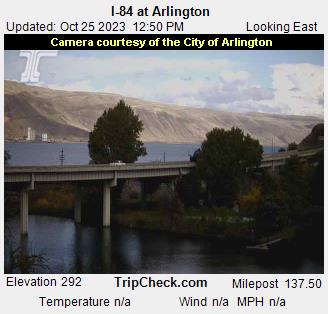 I-84 at Arlington
Updated: Oct 25 2023 12:50 PM Looking East
Camera courtesy of the City of Arlington
Elevation 292 TripCheck.com Milepost 137.50
Temperature n/a Wind n/a MPH n/a